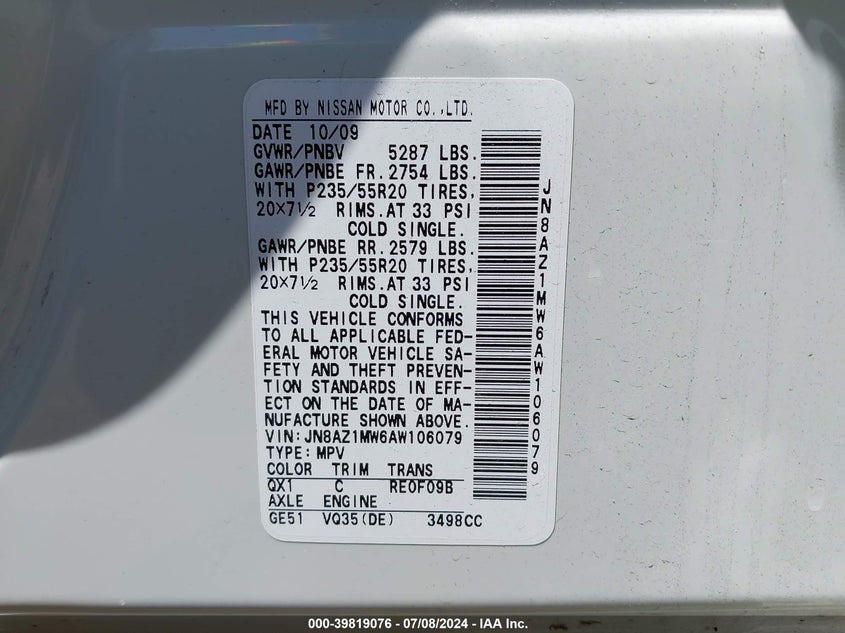 MFD BY NISSAN MOTOR CO.,LTD.
DATE 10/09
GVWR/PNBV 5287 LBS.
GAWR/PNBE FR. 2754 LBS.
WITH P235/55R20 TIRES,
20×7½ RIMS.AT 33 PSI
COLD SINGLE.
GAWR/PNBE RR. 2579 LBS.
WITH P235/55R20 TIRES,
20×7½ RIMS.AT 33 PSI
COLD SINGLE.
THIS VEHICLE CONFORMS
TO ALL APPLICABLE FED-
ERAL MOTOR VEHICLE SA-
FETY AND THEFT PREVEN-
TION STANDARDS IN EFF-
ECT ON THE DATE OF MA-
NUFACTURE SHOWN ABOVE.
VIN:JN8AZ1MW6AW106079
TYPE: MPV
COLOR TRIM TRANS
QX1 C RE0F09B
AXLE ENGINE
GE51 VQ35(DE) 3498CC
JN8AZ1MW6AW106079
000-39819076 - 07/08/2024 - IAA Inc.